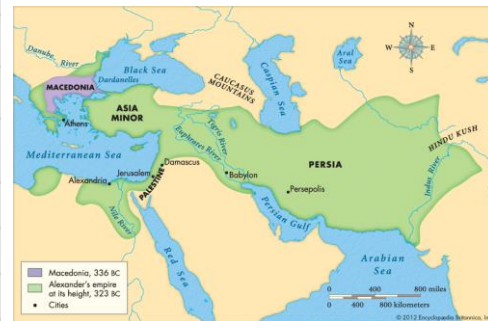 Danube
River
MACEDONIA
Dardanelles
Black Sea
CAUCASUS
MOUNTAINS
Caspian Sea
Aral
Sea
N
W
E
S
ASIA
MINOR
Athens
Mediterranean Sea
Tigris River
Euphrates River
PERSIA
HINDU KUSH
Indus River
Damascus
Jerusalem
PALESTINE
Babylon
Persepolis
Alexandria
Nile River
Persian Gulf
Red Sea
Arabian
Sea
Macedonia, 336 BC
Alexander's empire
at its height, 323 BC
Cities
0 400 800 miles
0 400 800 kilometers
© 2012 Encyclopædia Britannica, Inc.